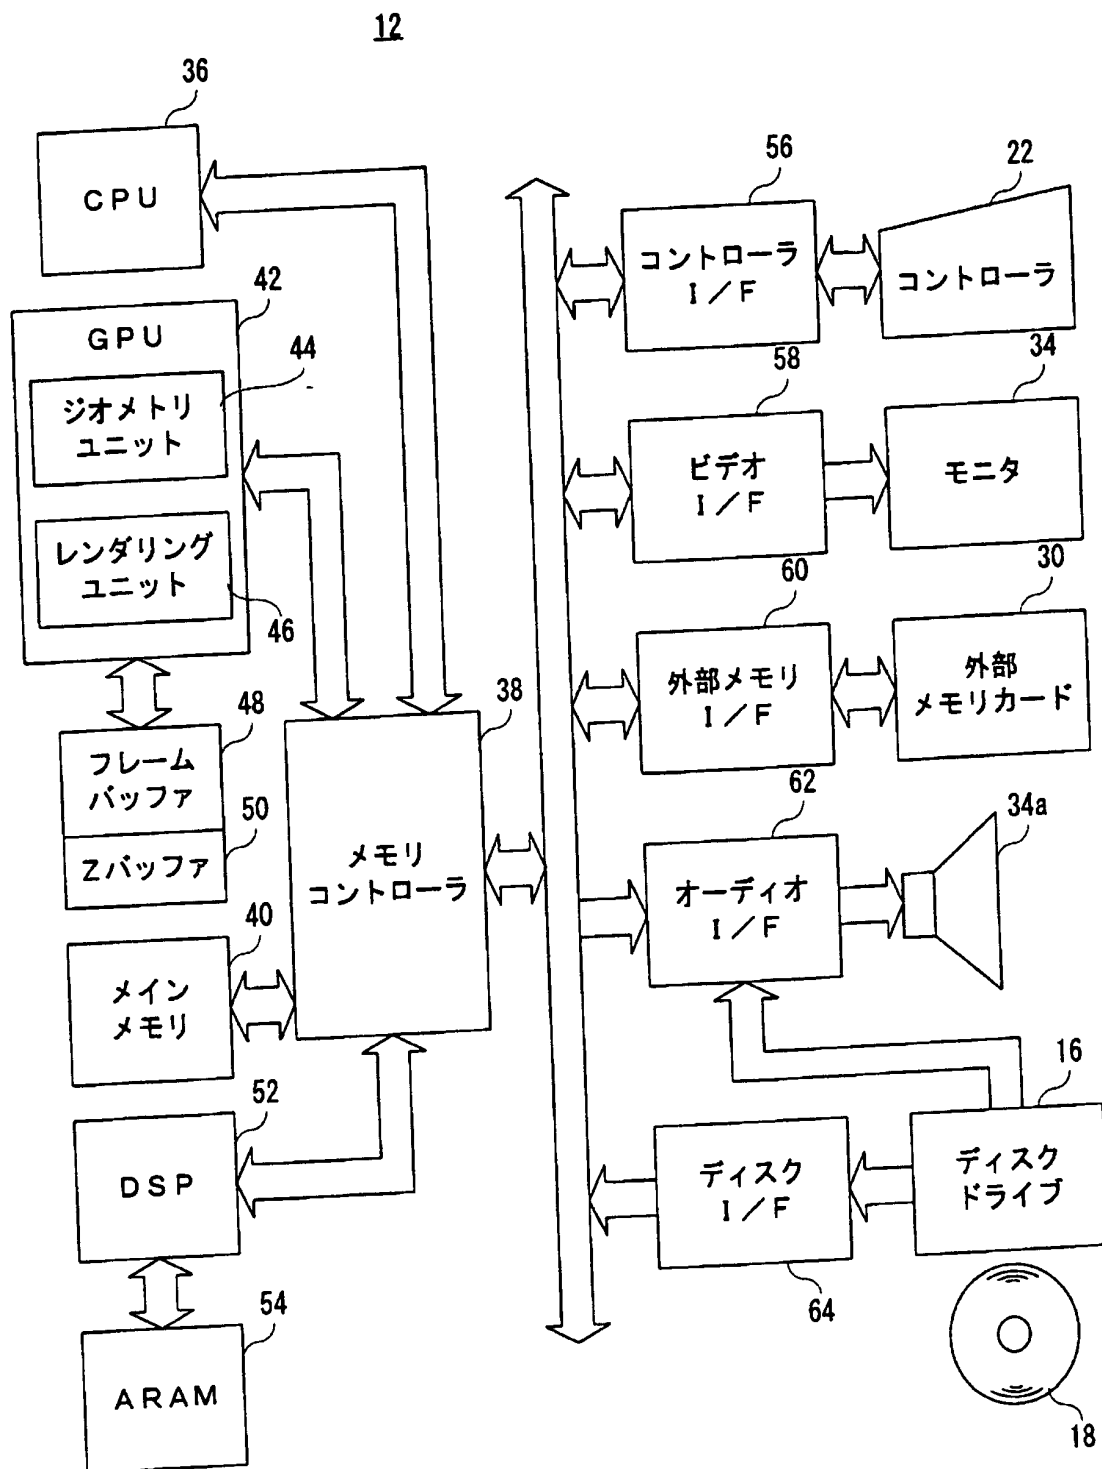 12
36
CPU
42
GPU
44
ジオメトリ
ユニット
レンダリング
ユニット
46
48
フレーム
バッファ
50
Zバッファ
40
メイン
メモリ
52
DSP
54
ARAM
38
メモリ
コントローラ
56
コントローラ
I/F
22
コントローラ
58
ビデオ
I/F
34
モニタ
60
外部メモリ
I/F
30
外部
メモリカード
62
オーディオ
I/F
34a
16
ディスク
ドライブ
ディスク
I/F
64
18